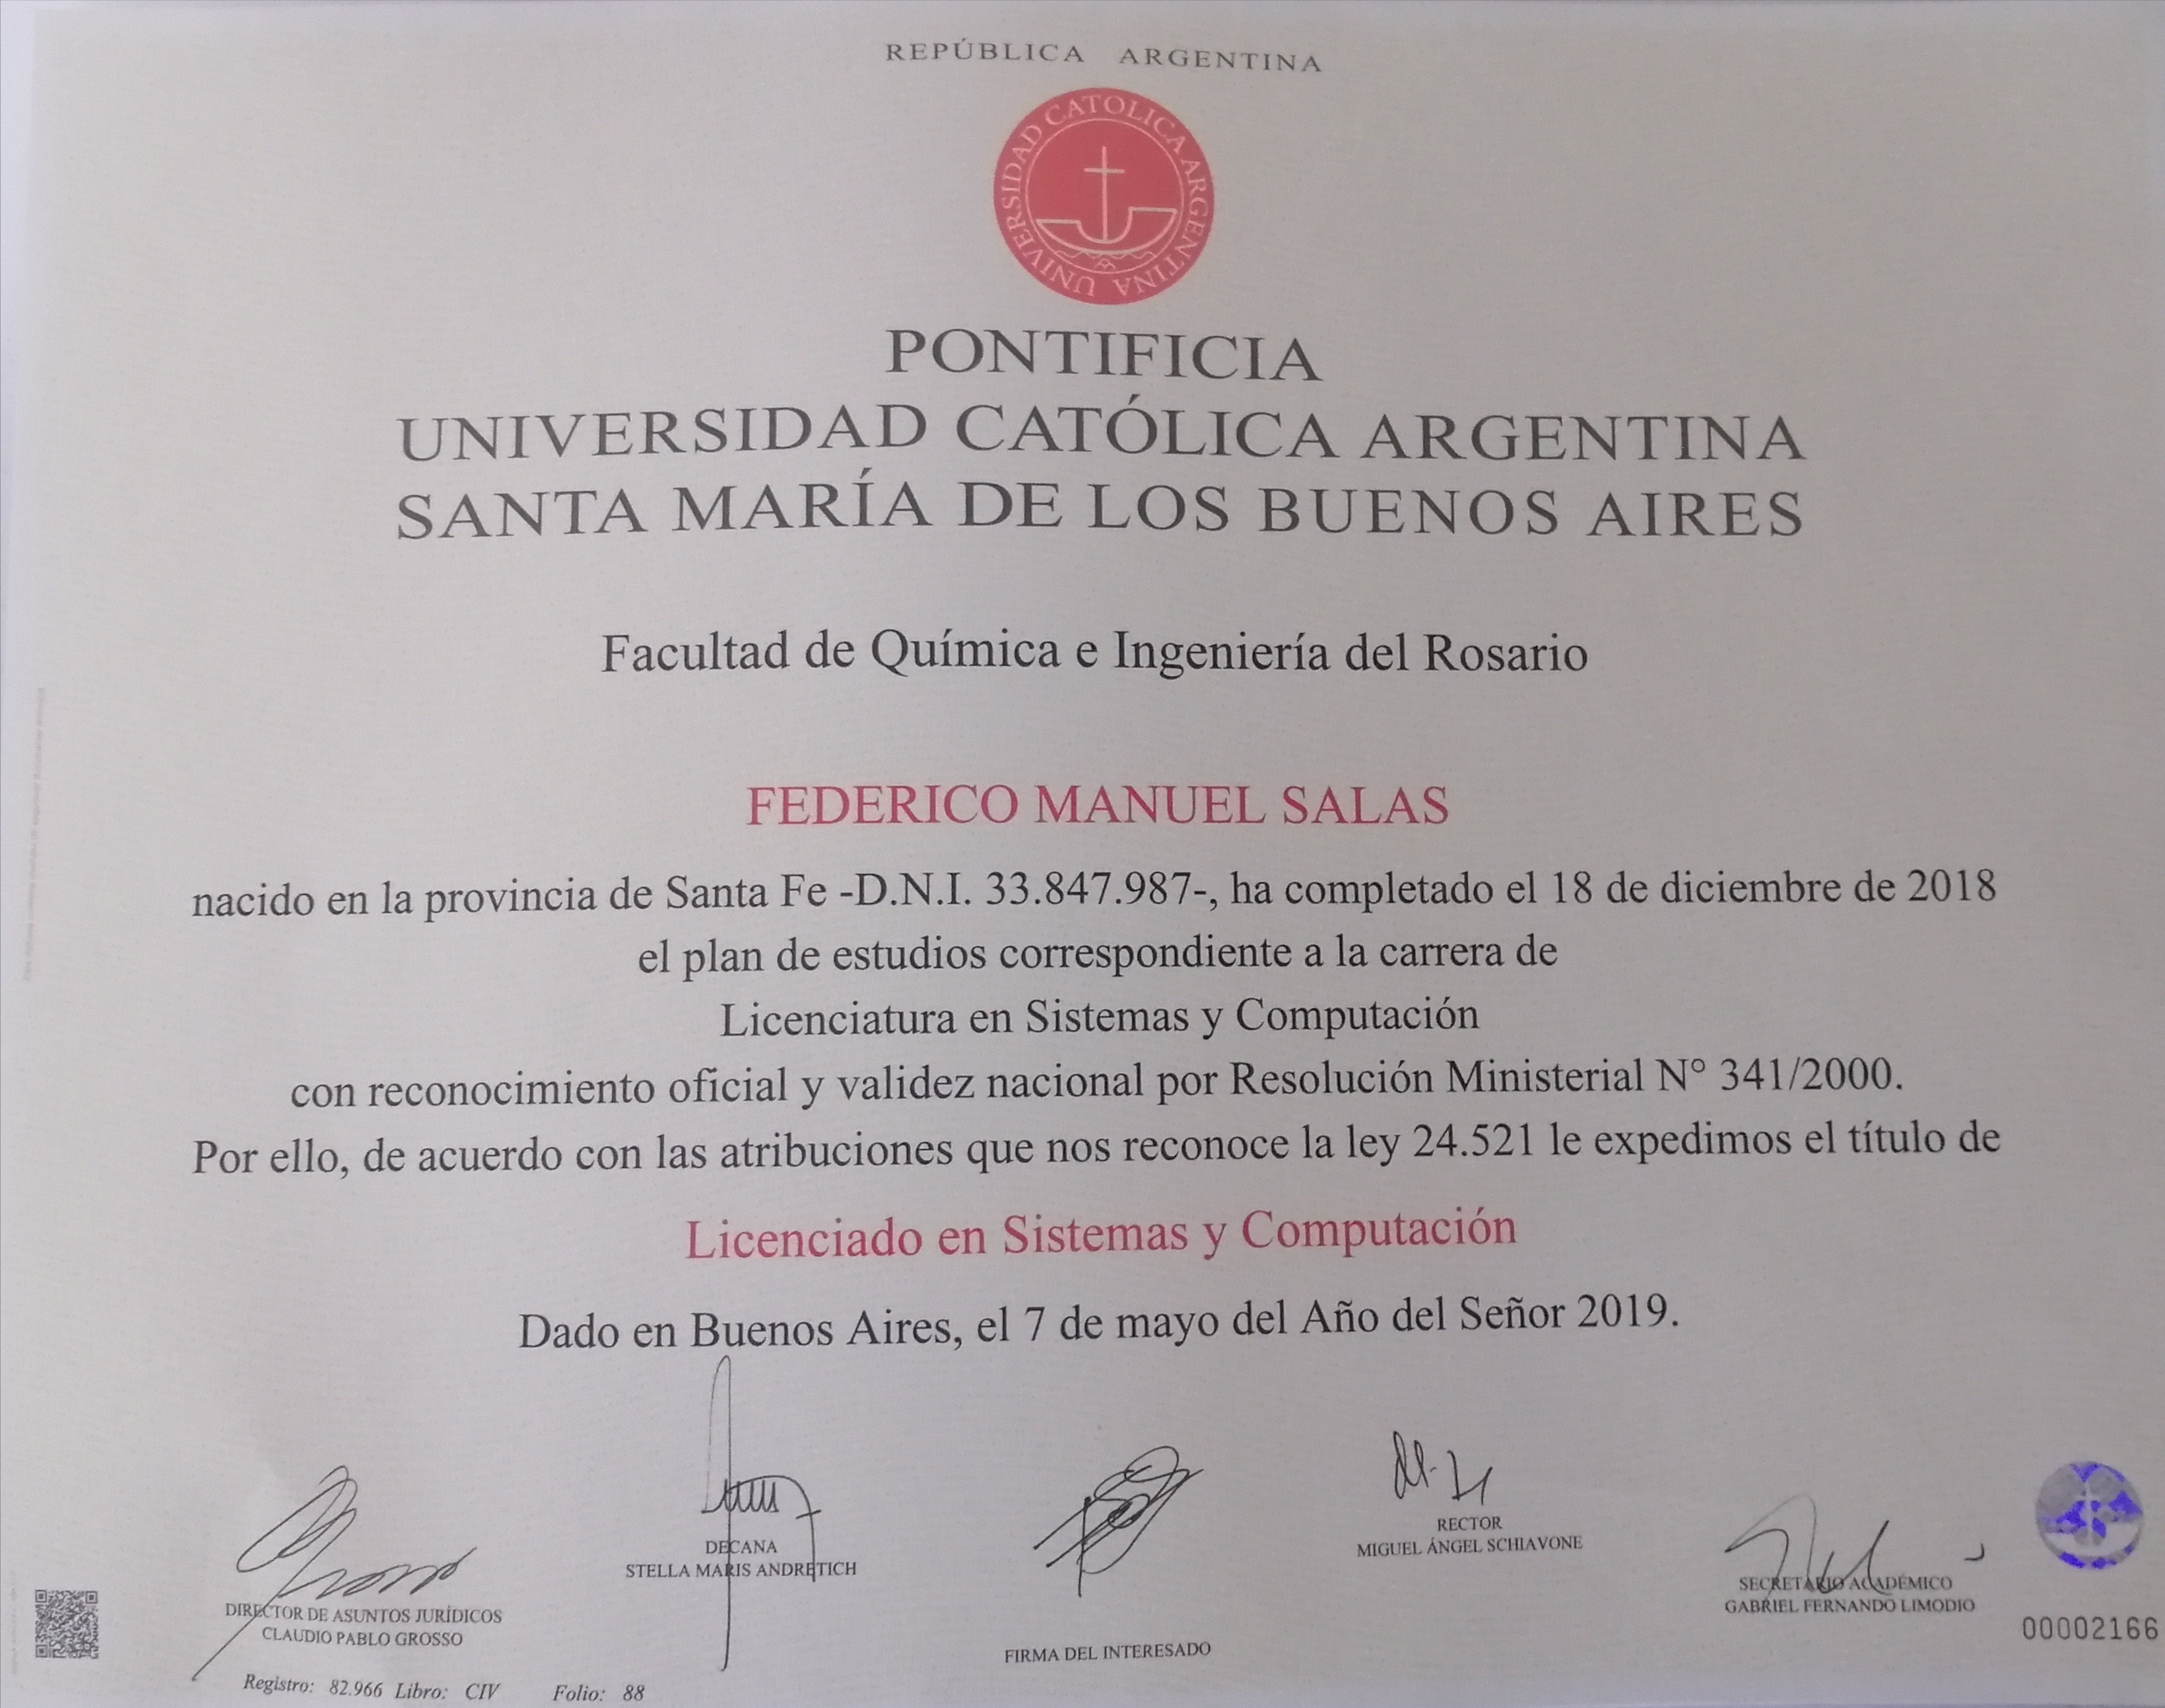 REPÚBLICA ARGENTINA
UNIVERSIDAD CATOLICA ARGENTINA
PONTIFICIA
UNIVERSIDAD CATÓLICA ARGENTINA
SANTA MARÍA DE LOS BUENOS AIRES
Facultad de Química e Ingeniería del Rosario
FEDERICO MANUEL SALAS
nacido en la provincia de Santa Fe -D.N.I. 33.847.987-, ha completado el 18 de diciembre de 2018
el plan de estudios correspondiente a la carrera de
Licenciatura en Sistemas y Computación
con reconocimiento oficial y validez nacional por Resolución Ministerial N° 341/2000.
Por ello, de acuerdo con las atribuciones que nos reconoce la ley 24.521 le expedimos el título de
Licenciado en Sistemas y Computación
Dado en Buenos Aires, el 7 de mayo del Año del Señor 2019.
DIRECTOR DE ASUNTOS JURÍDICOS
CLAUDIO PABLO GROSSO
DECANA
STELLA MARIS ANDRETICH
FIRMA DEL INTERESADO
RECTOR
MIGUEL ÁNGEL SCHIAVONE
SECRETARIO ACADÉMICO
GABRIEL FERNANDO LIMODIO
00002166
Registro: 82.966 Libro: CIV Folio: 88